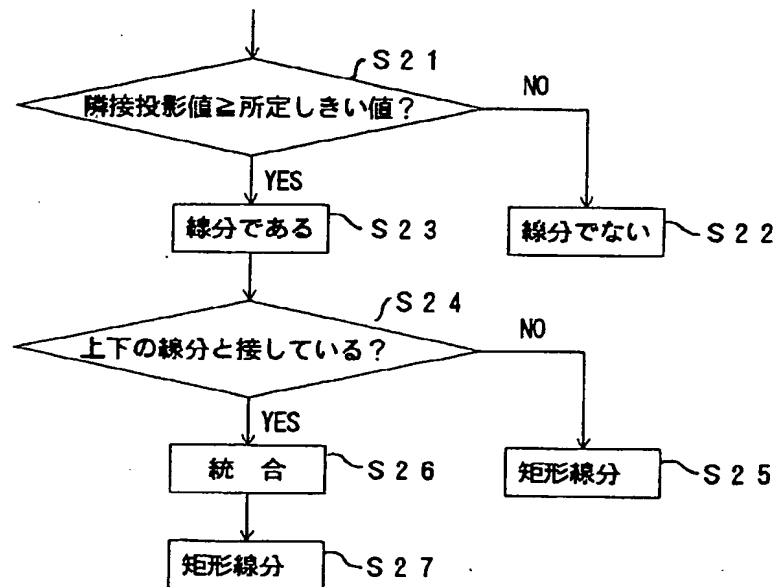 S21
隣接投影値≧所定しきい値?
NO
YES
線分である
S23
線分でない
S22
S24
上下の線分と接している?
NO
YES
統 合
S26
矩形線分
S25
矩形線分
S27